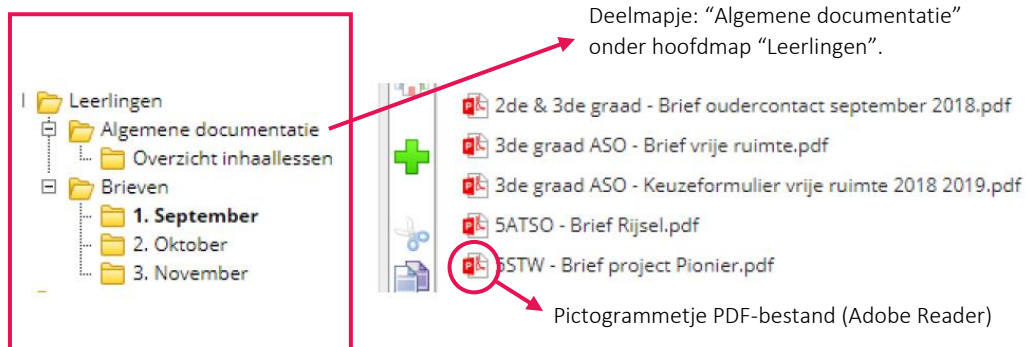 Deelmapje: “Algemene documentatie”
onder hoofdmap “Leerlingen”.
Leerlingen
Algemene documentatie
Overzicht inhaallessen
Brieven
1. September
2. Oktober
3. November
2de & 3de graad - Brief oudercontact september 2018.pdf
3de graad ASO - Brief vrije ruimte.pdf
3de graad ASO - Keuzeformulier vrije ruimte 2018 2019.pdf
5ATSO - Brief Rijsel.pdf
5STW - Brief project Pionier.pdf
Pictogrammetje PDF-bestand (Adobe Reader)